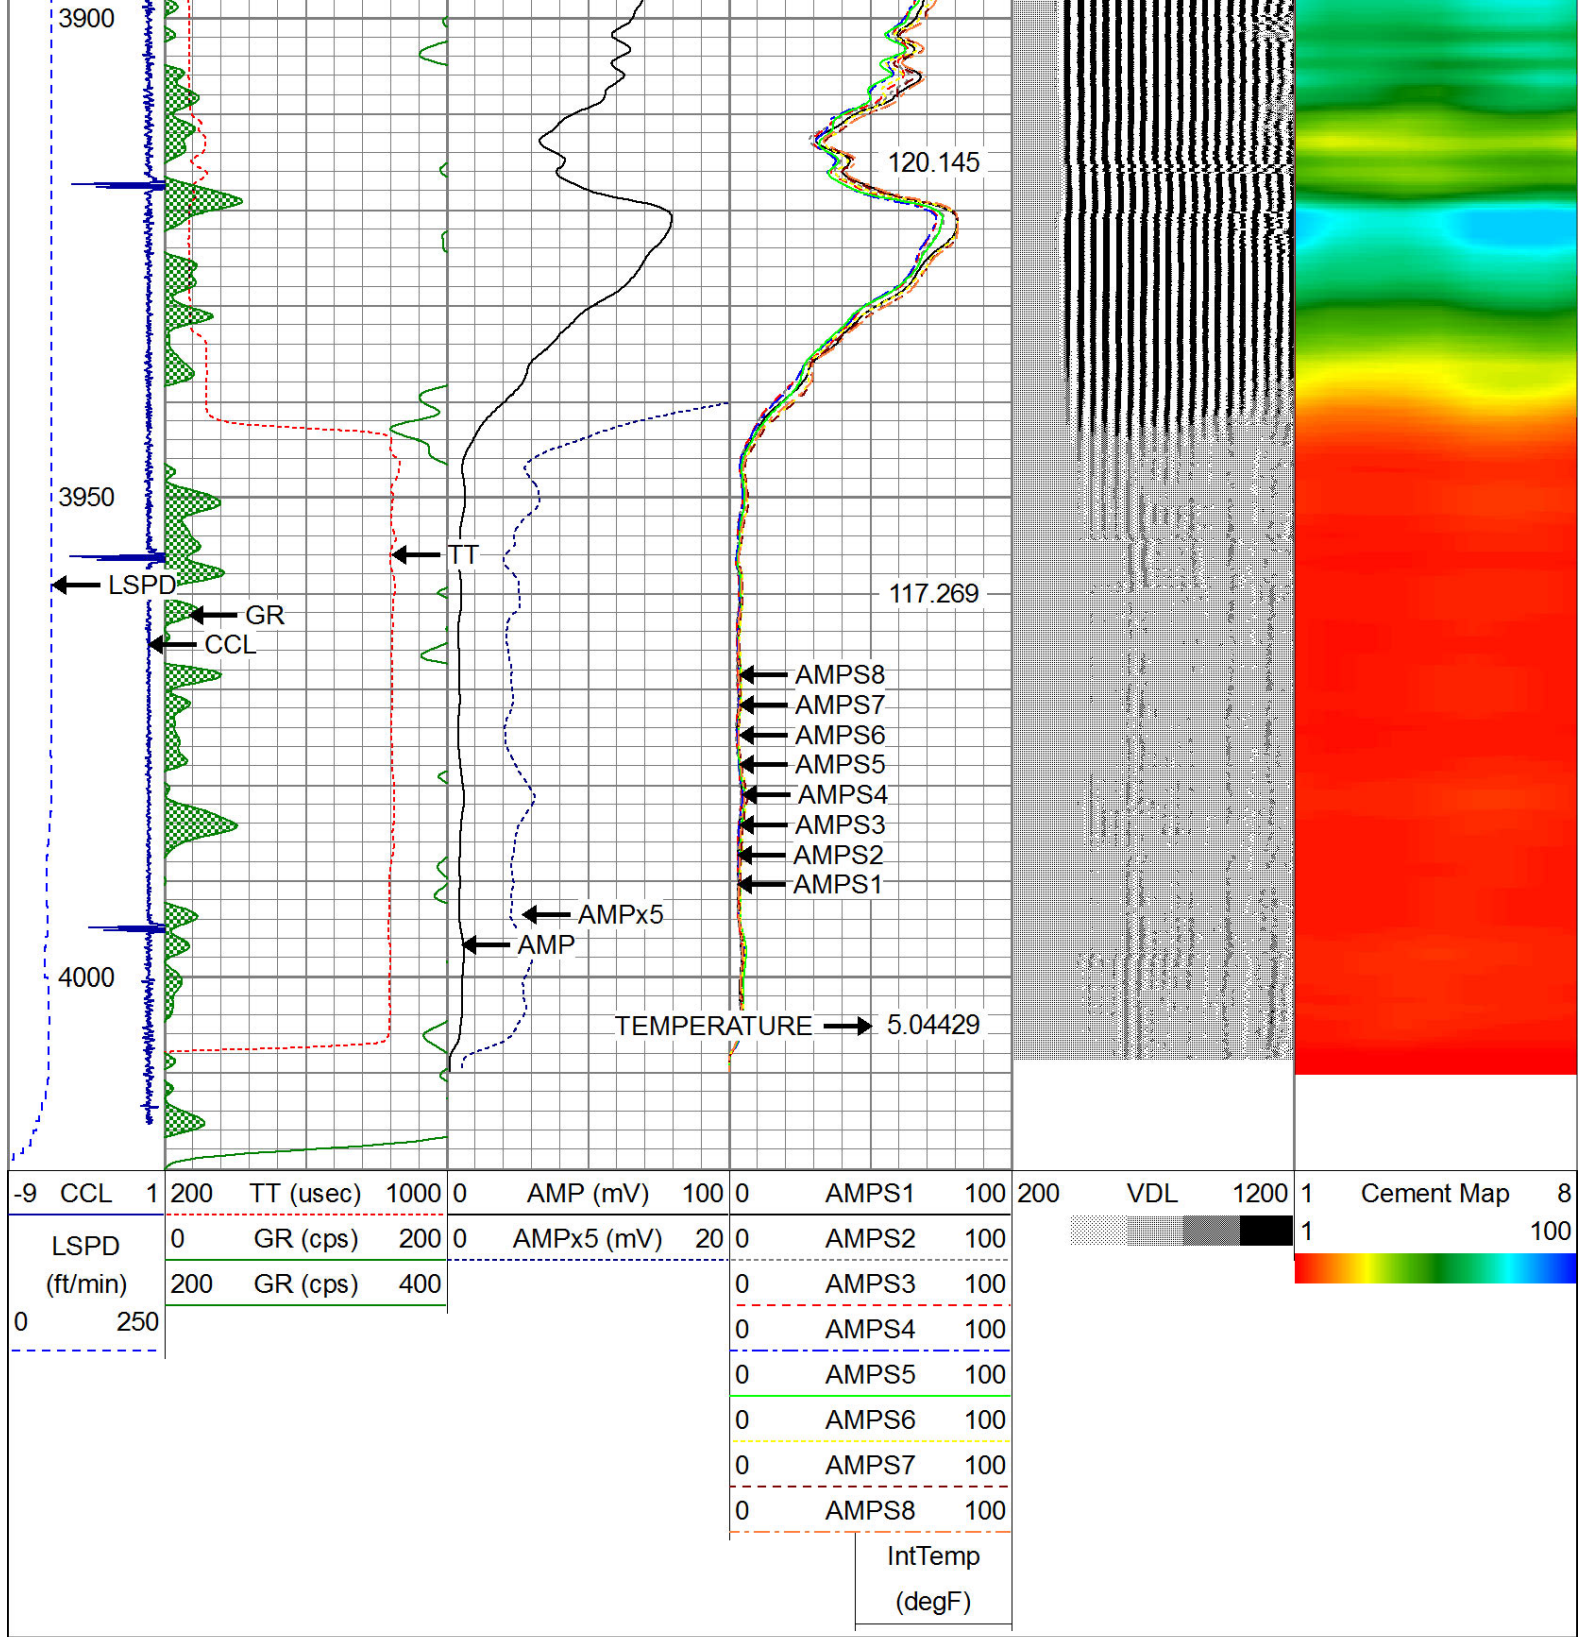 3900
120.145
3950
TT
LSPD
117.269
GR
CCL
AMPS8
AMPS7
AMPS6
AMPS5
AMPS4
AMPS3
AMPS2
AMPS1
AMPx5
AMP
4000
TEMPERATURE 5.04429
-9 CCL 1 200 TT (usec) 1000 0 AMP (mV) 100 0 AMPS1 100 200 VDL 1200 1 Cement Map 8
LSPD 0 GR (cps) 200 0 AMPx5 (mV) 20 0 AMPS2 100 1 100
(ft/min) 200 GR (cps) 400 0 AMPS3 100
0 250 0 AMPS4 100
0 AMPS5 100
0 AMPS6 100
0 AMPS7 100
0 AMPS8 100
IntTemp
(degF)